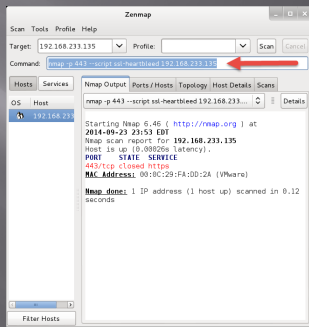 Zenmap
Scan Tools Profile Help
Target: 192.168.233.135 Profile: Scan Cancel
Command: nmap -p 443 --script ssl-heartbleed 192.168.233.135
Hosts Services
Nmap Output Ports / Hosts Topology Host Details Scans
OS Host
nmap -p 443 --script ssl-heartbleed 192.168.233.... Details
192.168.233
Starting Nmap 6.46 ( http://nmap.org ) at
2014-09-23 23:53 EDT
Nmap scan report for 192.168.233.135
Host is up (0.00026s latency).
PORT STATE SERVICE
443/tcp closed https
MAC Address: 00:0C:29:FA:DD:2A (VMware)
Nmap done: 1 IP address (1 host up) scanned in 0.12
seconds
Filter Hosts